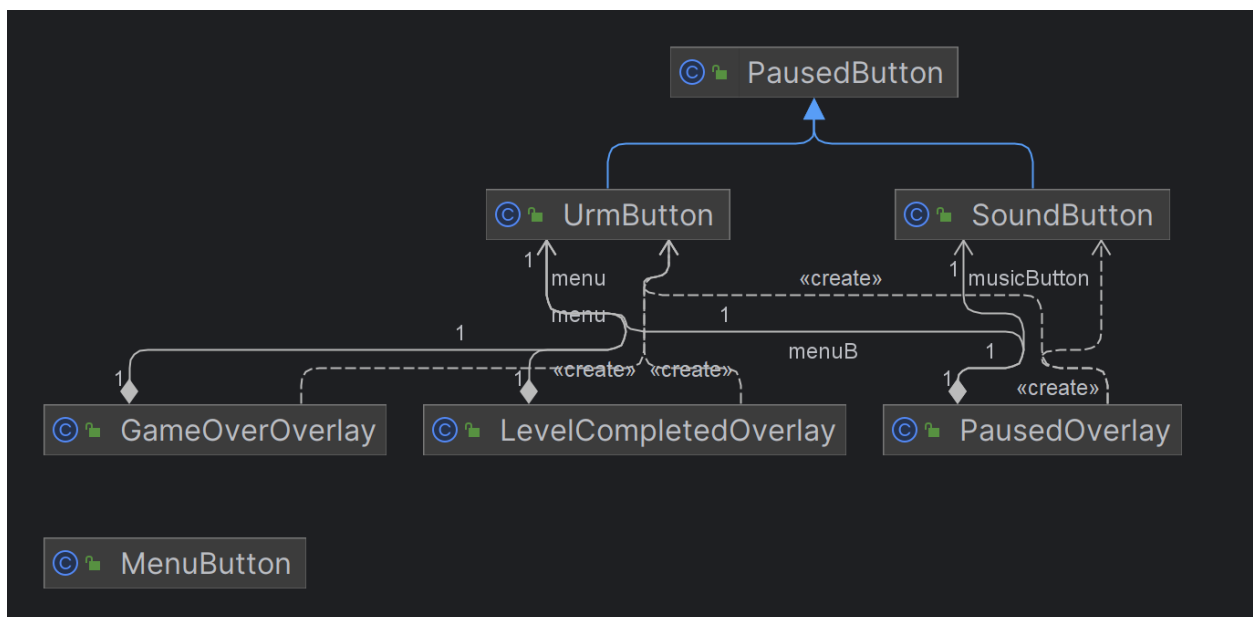 PausedButton
UrmButton
SoundButton
1
menu
«create»
1
musicButton
menu
1
1
menuB
1
1
«create»
«create»
1
1
«create»
GameOverOverlay
LevelCompletedOverlay
PausedOverlay
MenuButton